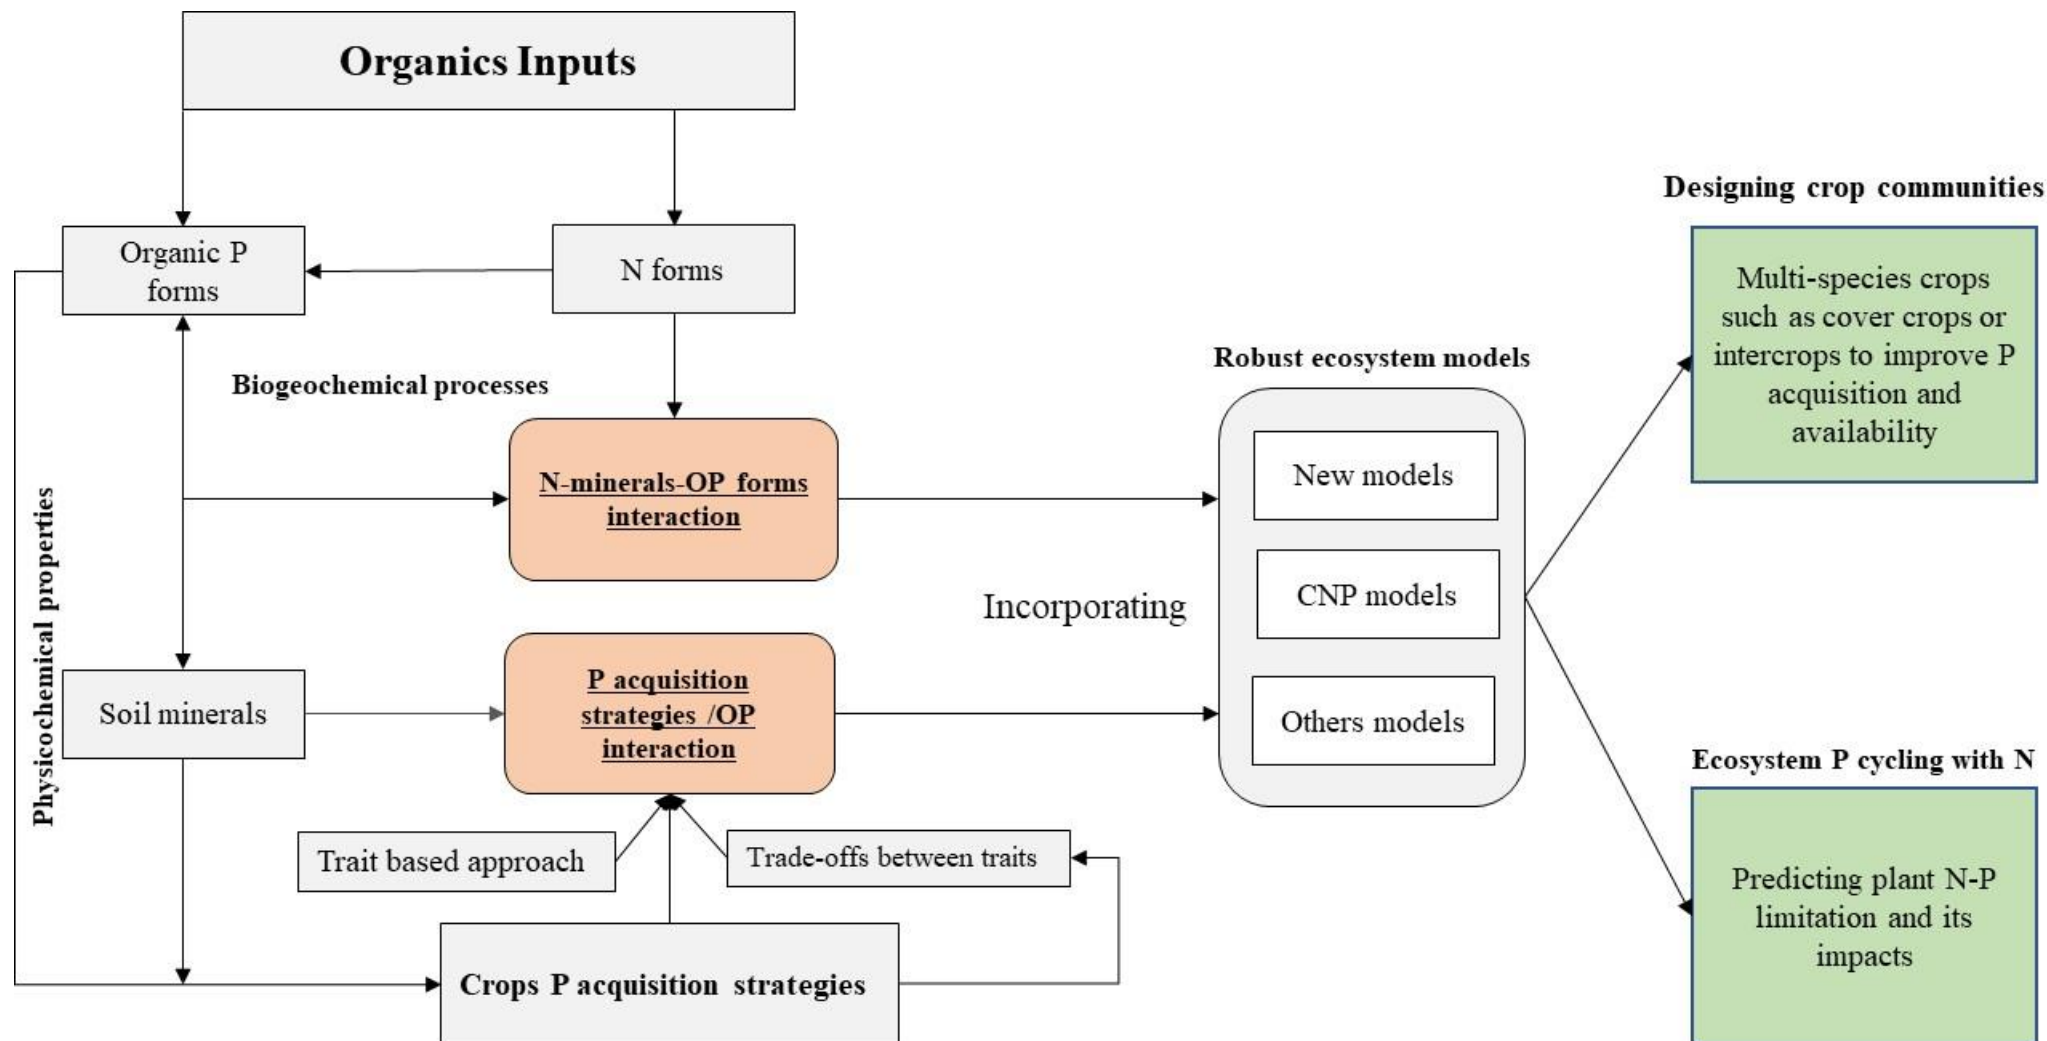 Organics Inputs
Organic P
forms
N forms
Biogeochemical processes
Physicochemical properties
N-minerals-OP forms
interaction
Soil minerals
P acquisition
strategies /OP
interaction
Trait based approach
Trade-offs between traits
Crops P acquisition strategies
Incorporating
Robust ecosystem models
New models
CNP models
Others models
Designing crop communities
Multi-species crops
such as cover crops or
intercrops to improve P
acquisition and
availability
Ecosystem P cycling with N
Predicting plant N-P
limitation and its
impacts